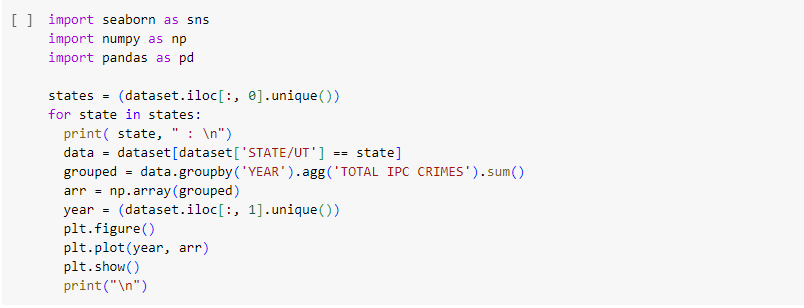 [ ] import seaborn as sns
import numpy as np
import pandas as pd
states = (dataset.iloc[:, 0].unique())
for state in states:
print( state, " : \n")
data = dataset[dataset['STATE/UT'] == state]
grouped = data.groupby('YEAR').agg('TOTAL IPC CRIMES').sum()
arr = np.array(grouped)
year = (dataset.iloc[:, 1].unique())
plt.figure()
plt.plot(year, arr)
plt.show()
print("\n")